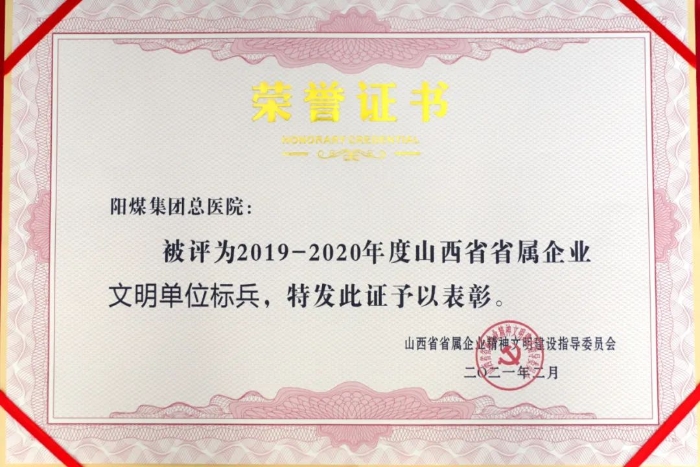 荣誉证书
HONORARY CREDENTIAL
阳煤集团总医院：
被评为2019-2020年度山西省省属企业
文明单位标兵，特发此证予以表彰。
山西省省属企业精神文明建设指导委员会
二〇二一年二月